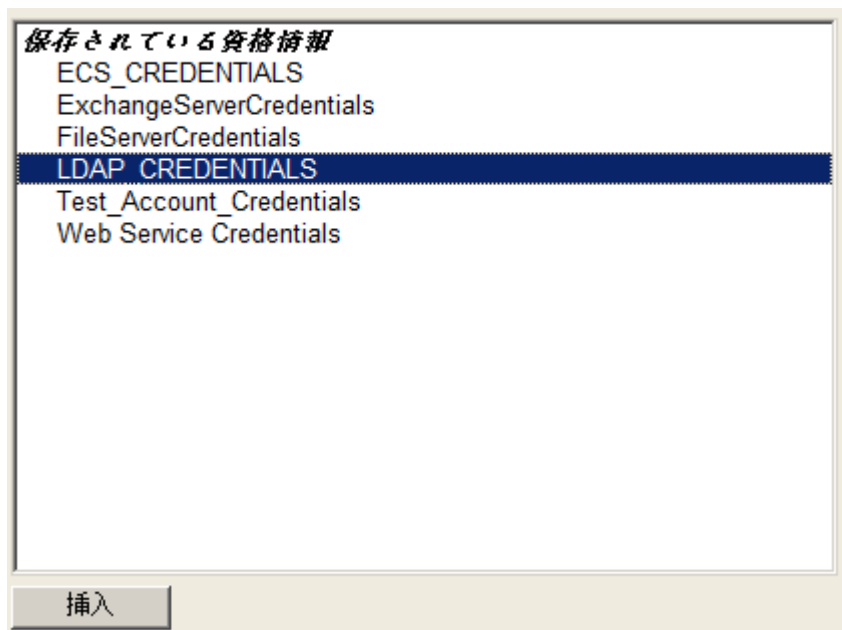 保存されている資格情報
ECS_CREDENTIALS
ExchangeServerCredentials
FileServerCredentials
LDAP_CREDENTIALS
Test_Account_Credentials
Web Service Credentials
挿入